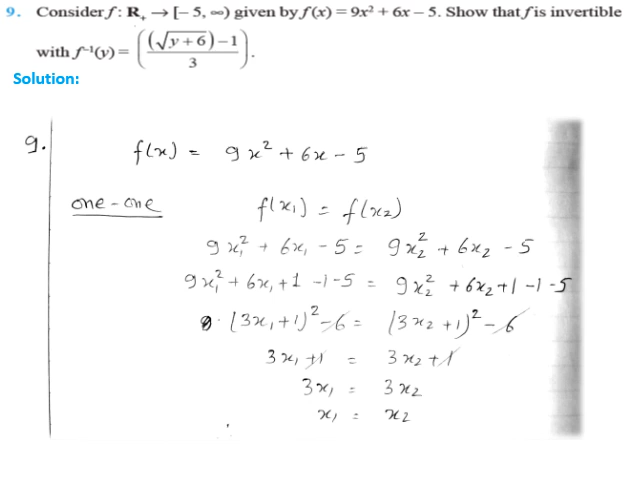 9. Consider f : R₊ → [– 5, ∞) given by f(x) = 9x² + 6x – 5. Show that f is invertible
with f⁻¹(y) = ( ((√y + 6) – 1) / 3 ).
Solution:
9. f(x) = 9x² + 6x - 5
one - one f(x₁) = f(x₂)
9x₁² + 6x₁ - 5 = 9x₂² + 6x₂ - 5
9x₁² + 6x₁ + 1 - 1 - 5 = 9x₂² + 6x₂ + 1 - 1 - 5
(3x₁ + 1)² - 6 = (3x₂ + 1)² - 6
3x₁ + 1 = 3x₂ + 1
3x₁ = 3x₂
x₁ = x₂